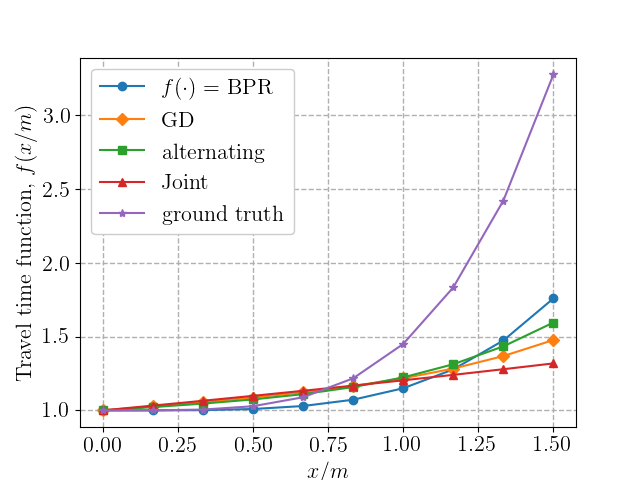 f(·) = BPR
GD
alternating
Joint
ground truth
Travel time function, f(x/m)
3.0
2.5
2.0
1.5
1.0
0.00 0.25 0.50 0.75 1.00 1.25 1.50
x/m